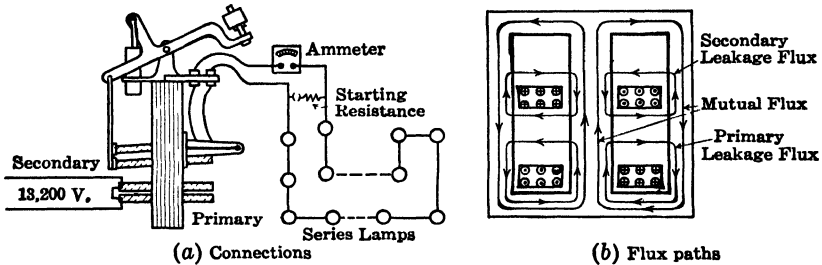 Ammeter
Starting
Resistance
Secondary
13,200 V.
Primary
Series Lamps
(a) Connections
Secondary
Leakage Flux
Mutual Flux
Primary
Leakage Flux
(b) Flux paths